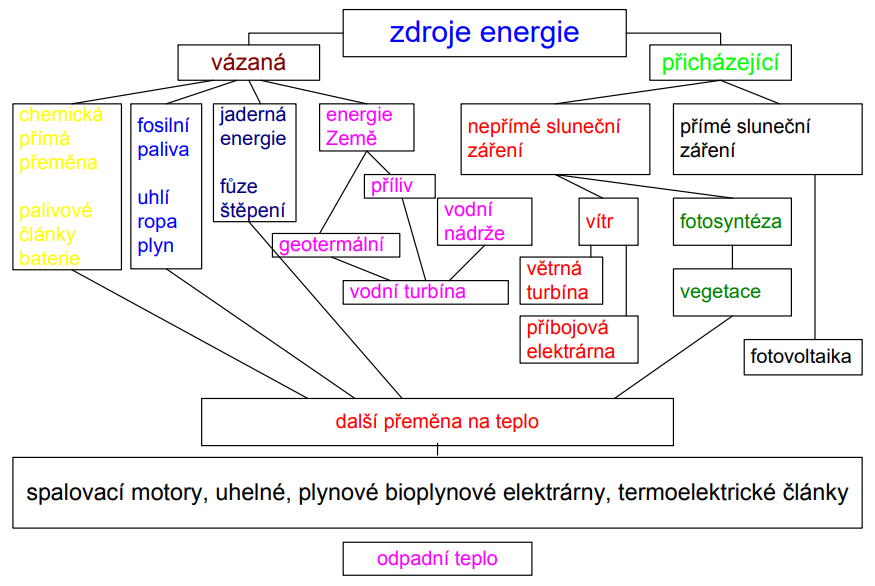 zdroje energie
vázaná
přicházející
chemická
přímá
přeměna
palivové
články
baterie
fosilní
paliva
uhlí
ropa
plyn
jaderná
energie
fůze
štěpení
energie
Země
příliv
geotermální
vodní
nádrže
vodní turbína
nepřímé sluneční
záření
přímé sluneční
záření
vítr
fotosyntéza
větrná
turbína
vegetace
příbojová
elektrárna
fotovoltaika
další přeměna na teplo
spalovací motory, uhelné, plynové bioplynové elektrárny, termoelektrické články
odpadní teplo